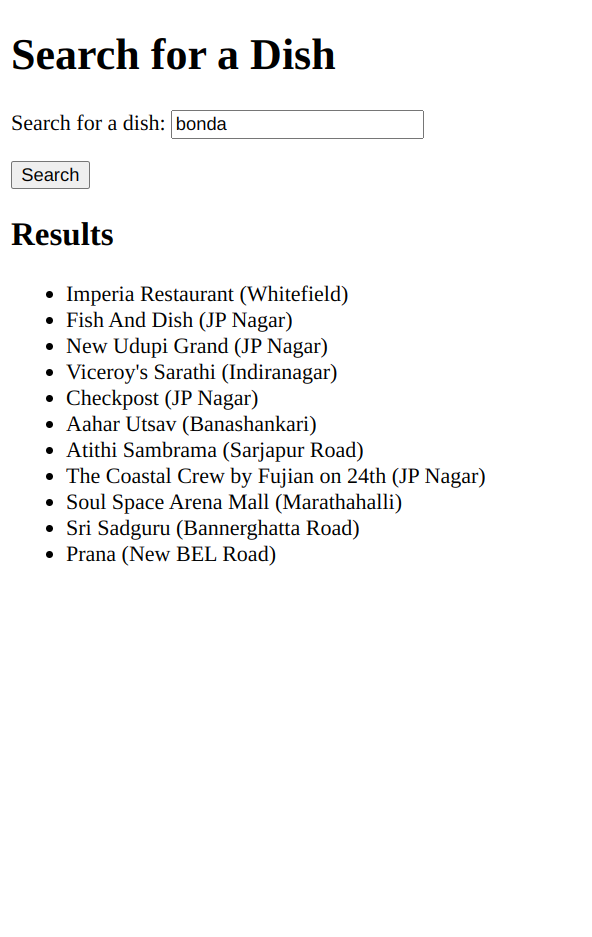 Search for a Dish
Search for a dish: bonda
Search
Results
Imperia Restaurant (Whitefield)
Fish And Dish (JP Nagar)
New Udupi Grand (JP Nagar)
Viceroy's Sarathi (Indiranagar)
Checkpost (JP Nagar)
Aahar Utsav (Banashankari)
Atithi Sambrama (Sarjapur Road)
The Coastal Crew by Fujian on 24th (JP Nagar)
Soul Space Arena Mall (Marathahalli)
Sri Sadguru (Bannerghatta Road)
Prana (New BEL Road)